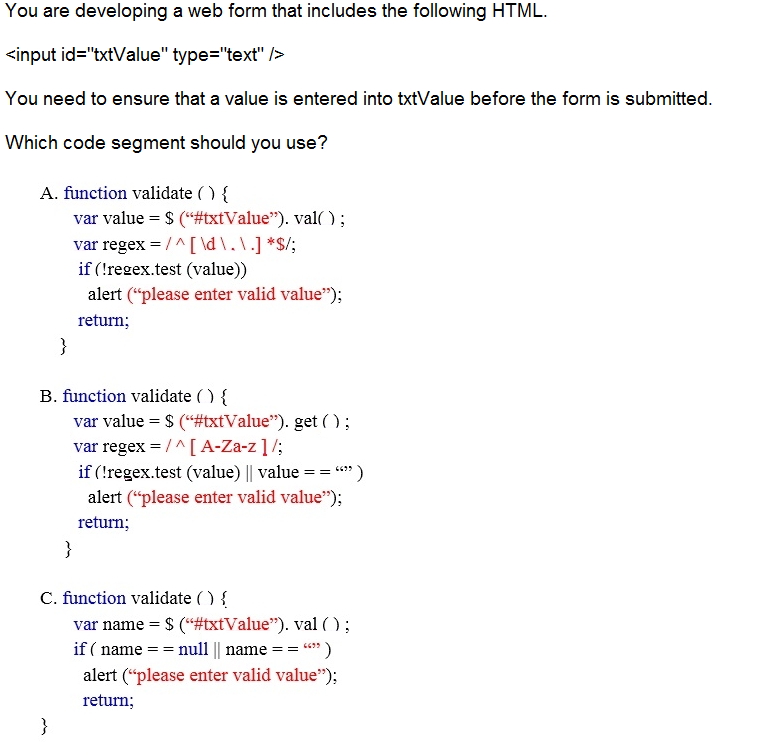 You are developing a web form that includes the following HTML.
<input id="txtValue" type="text" />
You need to ensure that a value is entered into txtValue before the form is submitted.
Which code segment should you use?
A. function validate ( ) {
var value = $ (“#txtValue”). val( ) ;
var regex = / ^ [ \d \ . \ .] *$/;
if (!regex.test (value))
alert (“please enter valid value”);
return;
}
B. function validate ( ) {
var value = $ (“#txtValue”). get ( ) ;
var regex = / ^ [ A-Za-z ] /;
if (!regex.test (value) || value = = “” )
alert (“please enter valid value”);
return;
}
C. function validate ( ) {
var name = $ (“#txtValue”). val ( ) ;
if ( name = = null || name = = “” )
alert (“please enter valid value”);
return;
}